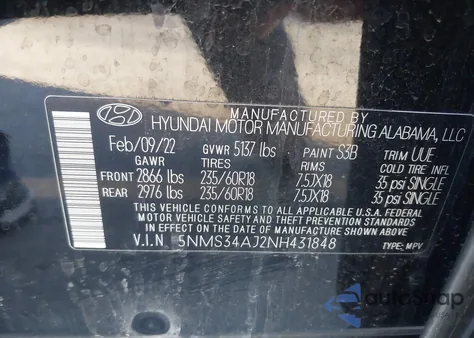 MANUFACTURED BY
HYUNDAI MOTOR MANUFACTURING ALABAMA, LLC
Feb/09/22 GVWR 5137 lbs PAINT S3B TRIM UUE
GAWR TIRES RIMS COLD TIRE INFL
FRONT 2866 lbs 235/60R18 7.5JX18 35 psi SINGLE
REAR 2976 lbs 235/60R18 7.5JX18 35 psi SINGLE
THIS VEHICLE CONFORMS TO ALL APPLICABLE U.S.A. FEDERAL
MOTOR VEHICLE SAFETY AND THEFT PREVENTION STANDARDS
IN EFFECT ON THE DATE OF MANUFACTURE SHOWN ABOVE.
V.I.N. 5NMS34AJ2NH431848 TYPE: MPV
autosnap